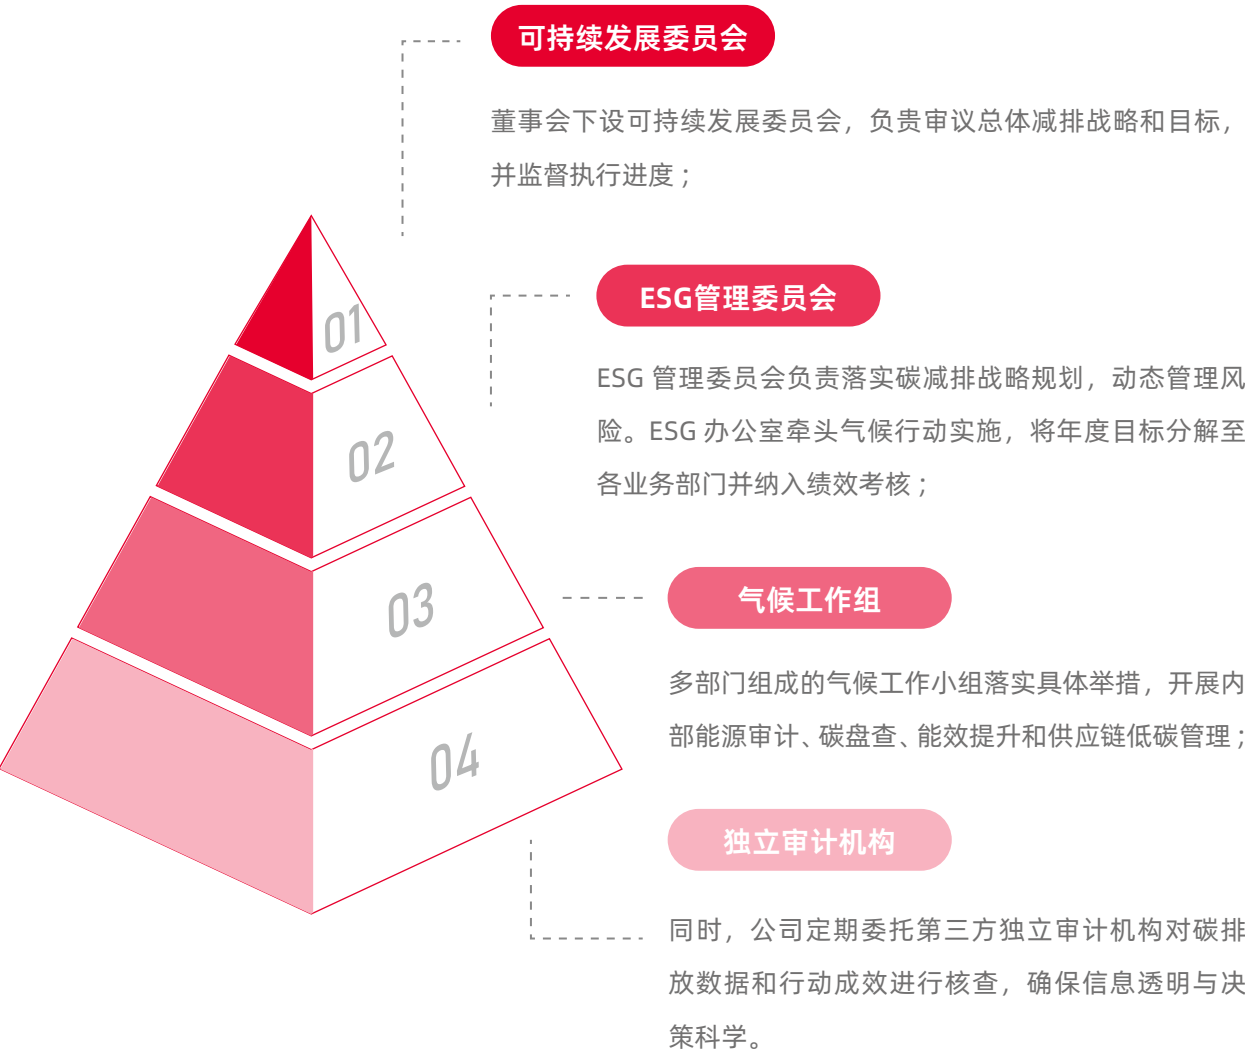 可持续发展委员会
董事会下设可持续发展委员会，负贵审议总体减排战略和目标，
并监督执行进度；
01
ESG管理委员会
ESG 管理委员会负责落实碳减排战略规划，动态管理风
险。ESG 办公室牵头气候行动实施，将年度目标分解至
各业务部门并纳入绩效考核；
02
气候工作组
03
多部门组成的气候工作小组落实具体举措，开展内
部能源审计、碳盘查、能效提升和供应链低碳管理；
04
独立审计机构
同时，公司定期委托第三方独立审计机构对碳排
放数据和行动成效进行核查，确保信息透明与决
策科学。